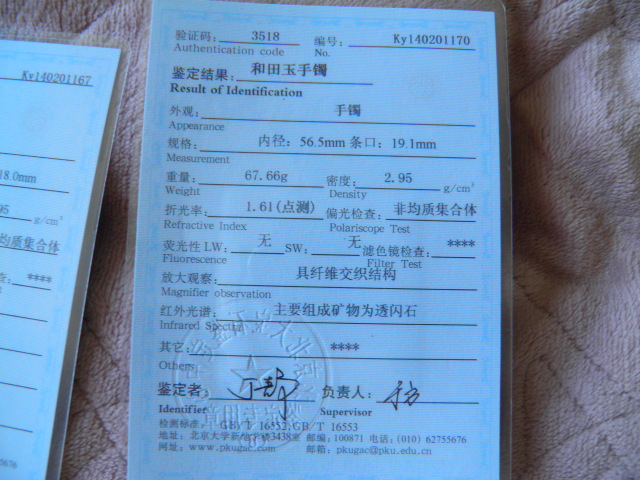 Ky140201167
18.0mm
95
g/cm³
均质集合体
****
验证码: 3518 编号: Ky140201170
Authentication code No.
鉴定结果: 和田玉手镯
Result of Identification
外观: 手镯
Appearance
规格: 内径: 56.5mm 条口: 19.1mm
Measurement
重量: 67.66g 密度: 2.95 g/cm³
Weight Density
折光率: 1.61(点测) 偏光检查: 非均质集合体
Refractive Index Polariscope Test
荧光性 LW: 无 SW: 无 滤色镜检查: ****
Fluorescence Filter Test
放大观察: 具纤维交织结构
Magnifier observation
红外光谱: 主要组成矿物为透闪石
Infrared Spectra
其它: ****
Others
鉴定者: 负责人:
Identifier Supervisor
检测标准: GB/T 16552;GB/T 16553
地址: 北京大学新 3438室 邮编: 100871 电话: (010) 62755676
网址: www.pkugac.com 邮箱: pkugac@pku.edu.cn
5676